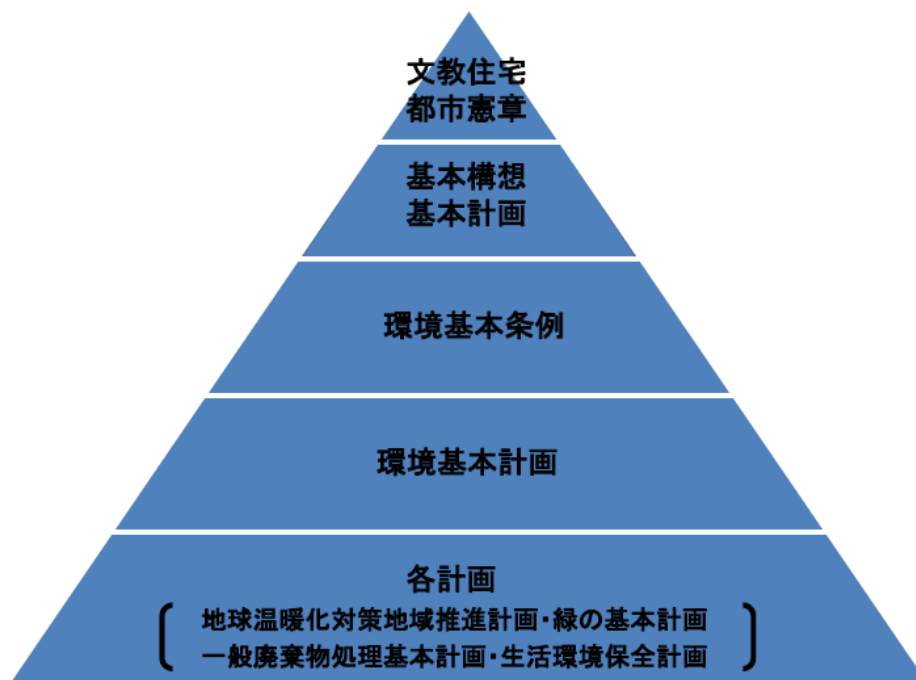 文教住宅
都市憲章
基本構想
基本計画
環境基本条例
環境基本計画
各計画
地球温暖化対策地域推進計画・緑の基本計画
一般廃棄物処理基本計画・生活環境保全計画